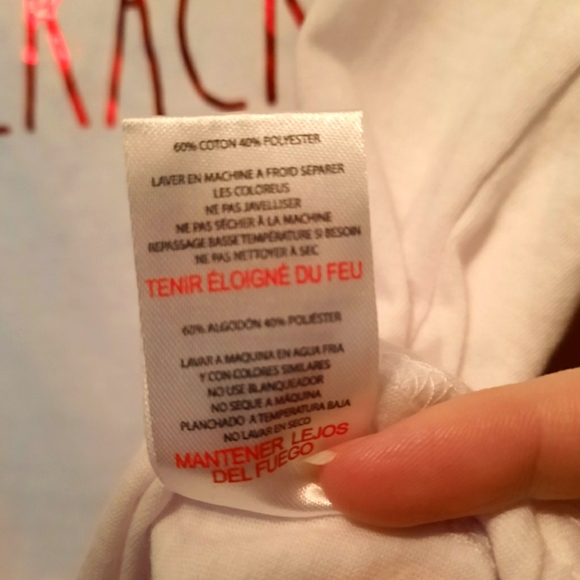 RACK
60% COTON 40% POLYESTER
LAVER EN MACHINE A FROID SÉPARER
LES COLOREUS
NE PAS JAVELLISER
NE PAS SÉCHER À LA MACHINE
REPASSAGE BASSE TEMPÉRATURE SI BESOIN
NE PAS NETTOYER À SEC
TENIR ÉLOIGNÉ DU FEU
60% ALGODÓN 40% POLIÉSTER
LAVAR A MAQUINA EN AGUA FRIA
Y CON COLORES SIMILARES
NO USE BLANQUEADOR
NO SEQUE A MÁQUINA
PLANCHADO A TEMPERATURA BAJA
NO LAVAR EN SECO
MANTENER LEJOS
DEL FUEGO